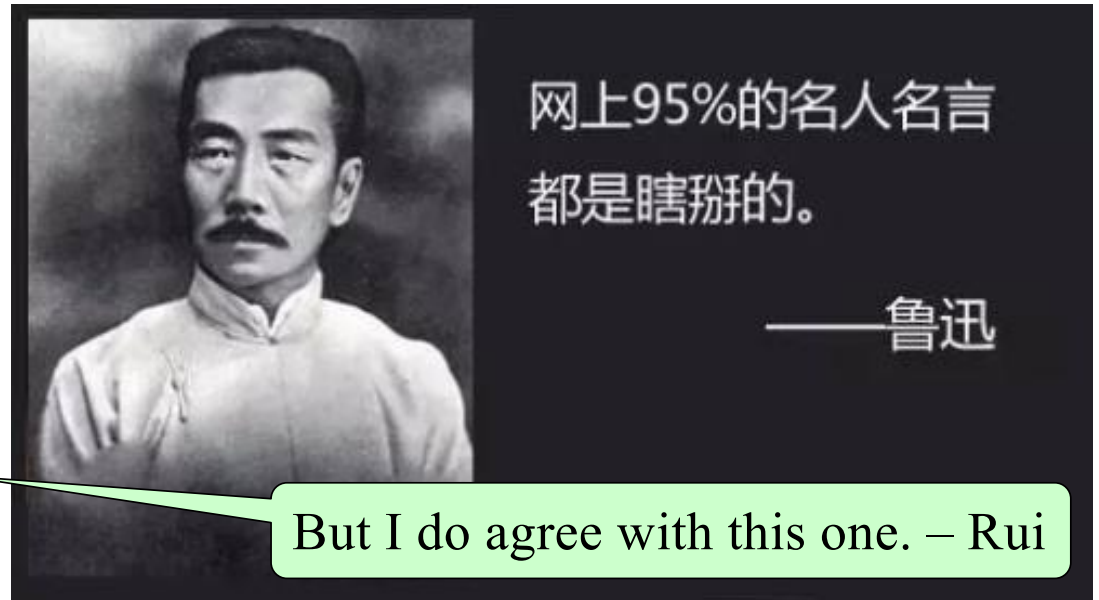 网上95%的名人名言
都是瞎掰的。
——鲁迅
But I do agree with this one. – Rui